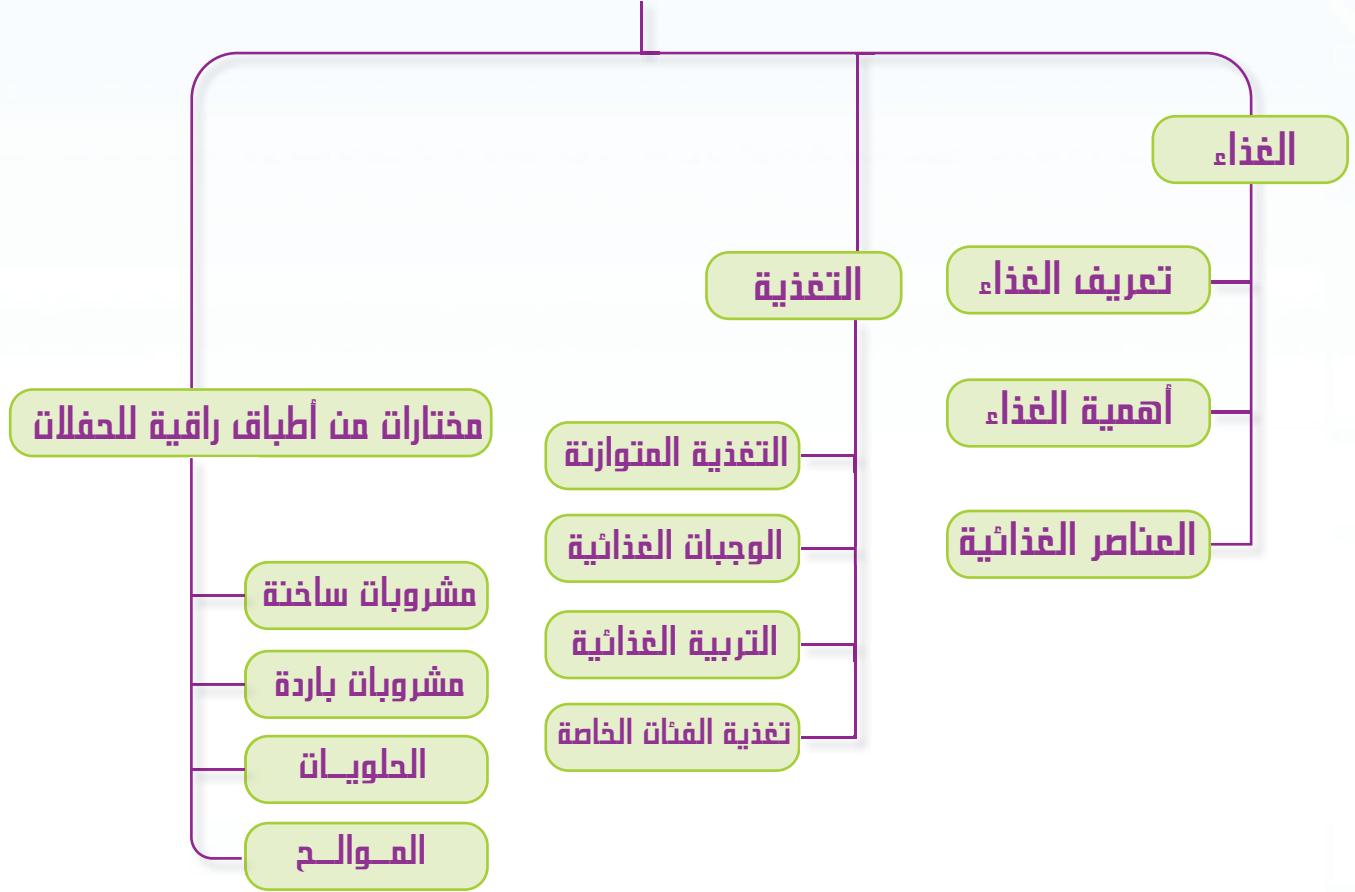 الغذاء
تعريف الغذاء
أهمية الغذاء
العناصر الغذائية
التغذية
التغذية المتوازنة
الوجبات الغذائية
التربية الغذائية
تغذية الفئات الخاصة
مختارات من أطباق راقية للحفلات
مشروبات ساخنة
مشروبات باردة
الحلويــات
المــوالــح